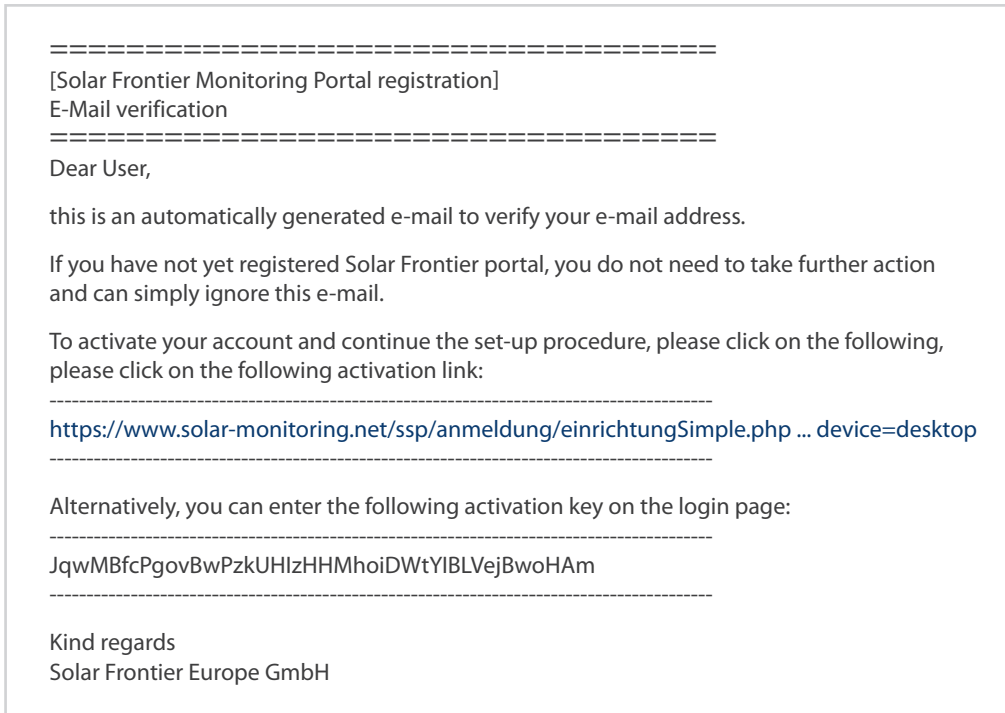 ===================================
[Solar Frontier Monitoring Portal registration]
E-Mail verification
===================================
Dear User,
this is an automatically generated e-mail to verify your e-mail address.
If you have not yet registered Solar Frontier portal, you do not need to take further action
and can simply ignore this e-mail.
To activate your account and continue the set-up procedure, please click on the following,
please click on the following activation link:
------------------------------------------------------------------------------------------
https://www.solar-monitoring.net/ssp/anmeldung/einrichtungSimple.php ... device=desktop
------------------------------------------------------------------------------------------
Alternatively, you can enter the following activation key on the login page:
------------------------------------------------------------------------------------------
JqwMBfcPgovBwPzkUHIzHHMhoiDWtYIBLVejBwoHAm
------------------------------------------------------------------------------------------
Kind regards
Solar Frontier Europe GmbH